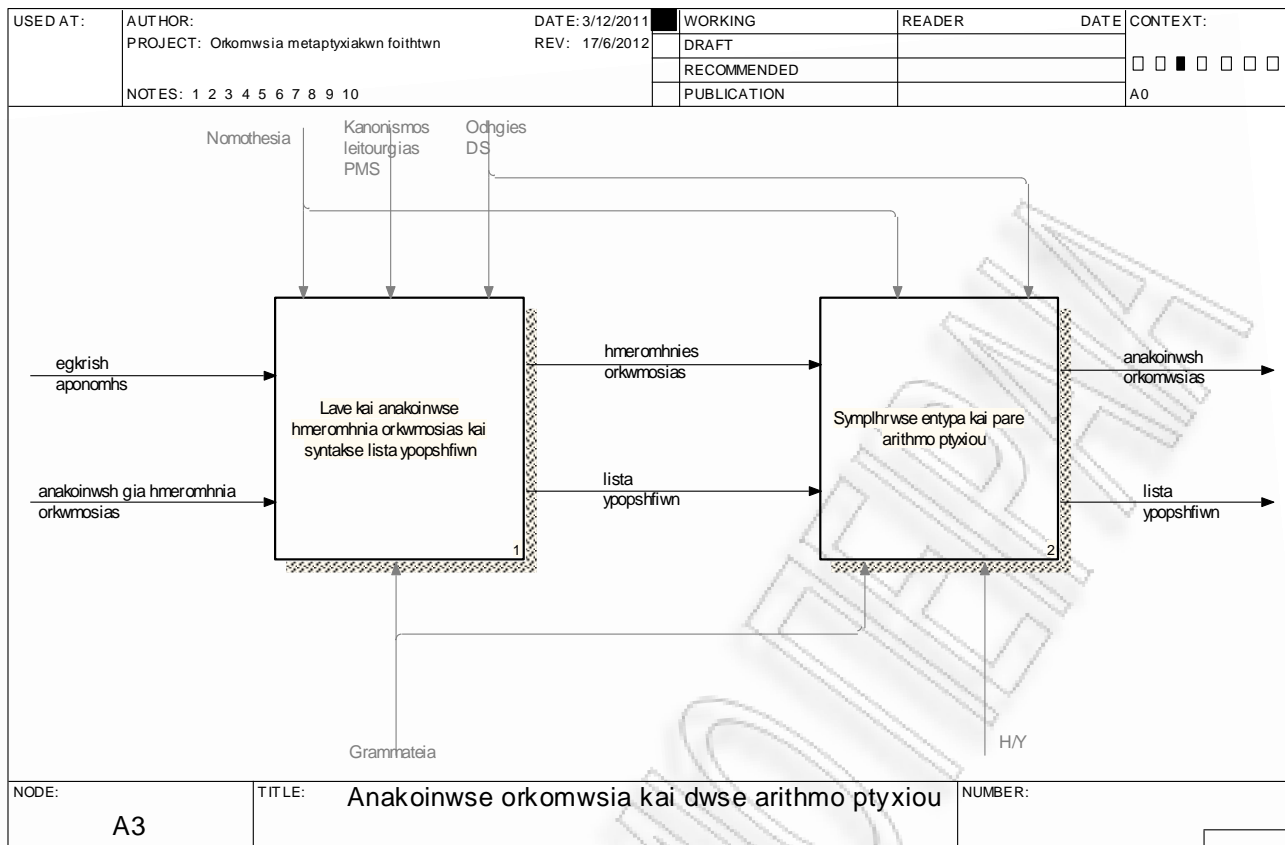 USED AT:
AUTHOR:
DATE: 3/12/2011
WORKING
READER
DATE
CONTEXT:
PROJECT: Orkomwsia metaptyxiakwn foithtwn
REV: 17/6/2012
DRAFT
RECOMMENDED
NOTES: 1 2 3 4 5 6 7 8 9 10
PUBLICATION
A0
Nomothesia
Kanonismos
leitourgias
PMS
Odhgies
DS
egkrish
aponomhs
anakoinwsh gia hmeromhnia
orkwmosias
Lave kai anakoinwse
hmeromhnia orkwmosias kai
syntakse lista ypopshfiwn
1
hmeromhnies
orkwmosias
lista
ypopshfiwn
Symplhrwse entypa kai pare
arithmo ptyxiou
2
anakoinwsh
orkomwsias
lista
ypopshfiwn
Grammateia
H/Y
NODE:
A3
TITLE:
Anakoinwse orkomwsia kai dwse arithmo ptyxiou
NUMBER: